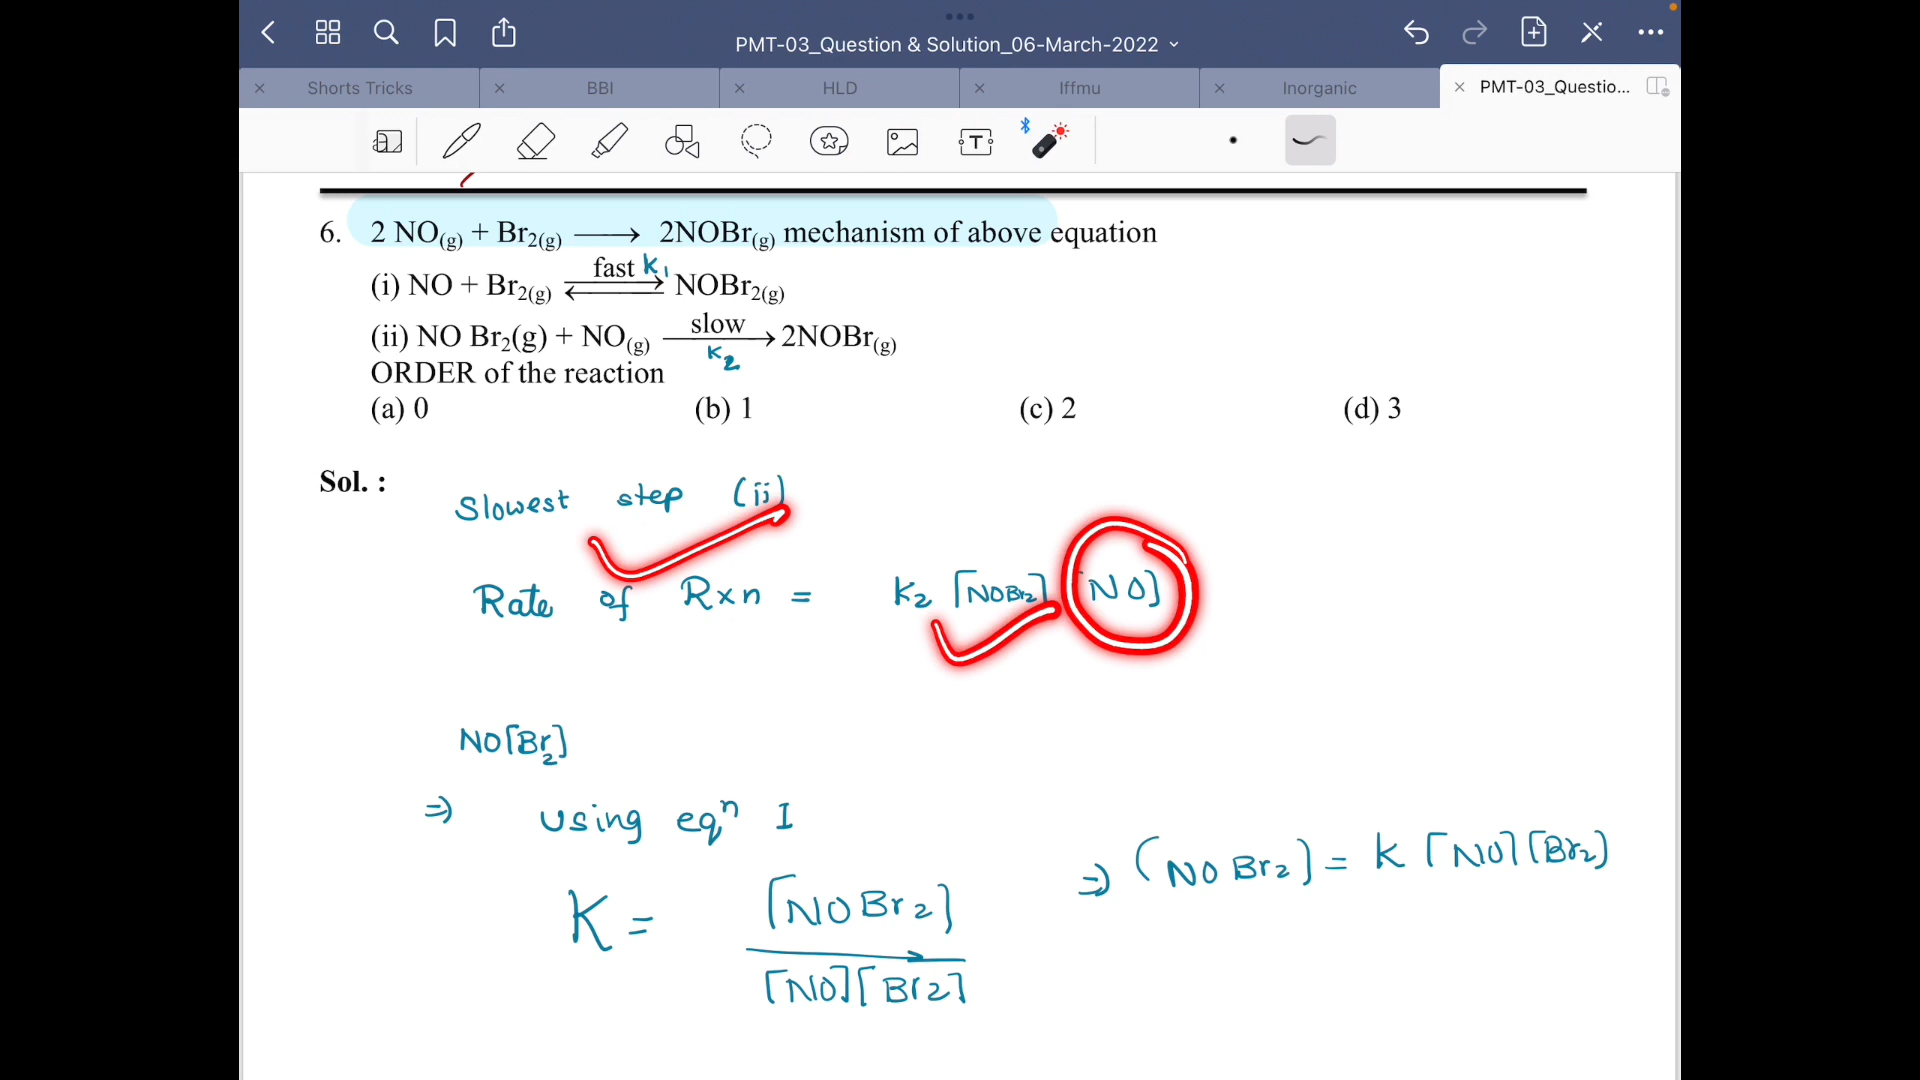 PMT-03_Question & Solution_06-March-2022
Shorts Tricks
BBI
HLD
Iffmu
Inorganic
PMT-03_Questio...
T
6. 2 NO(g) + Br2(g) ⟶ 2NOBr(g) mechanism of above equation
(i) NO + Br2(g) ⇌ fast K1 NOBr2(g)
(ii) NO Br2(g) + NO(g) slow ⟶ K2 2NOBr(g)
ORDER of the reaction
(a) 0 (b) 1 (c) 2 (d) 3
Sol. :
Slowest step (ii)
Rate of Rxn = K2 [NOBr2] [NO]
NO[Br2]
⇒ using eqn I
⇒ (NOBr2] = K [NO][Br2)
K = [NOBr2]
[NO][Br2]